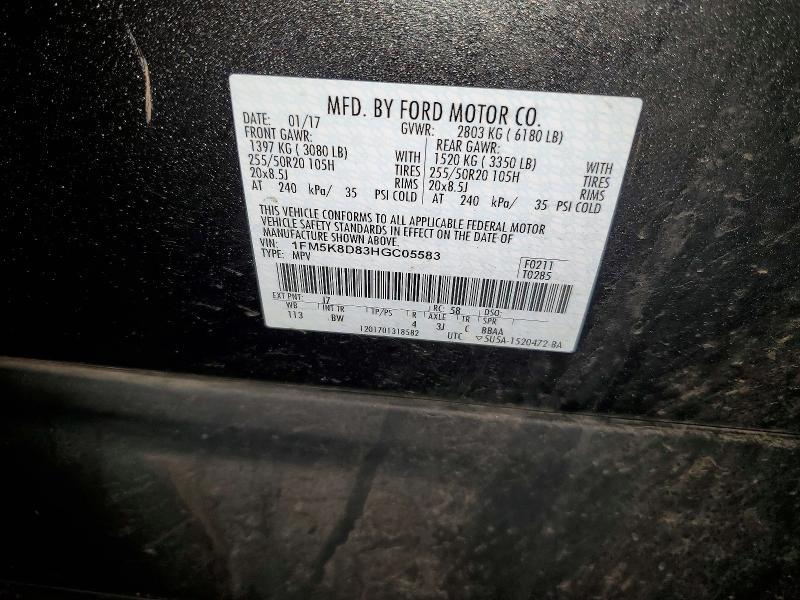 MFD. BY FORD MOTOR CO.
DATE: 01/17 GVWR: 2803 KG ( 6180 LB)
FRONT GAWR: REAR GAWR:
1397 KG ( 3080 LB) WITH 1520 KG ( 3350 LB) WITH
255/50R20 105H TIRES 255/50R20 105H TIRES
20x8.5J RIMS 20x8.5J RIMS
AT 240 kPa/ 35 PSI COLD AT 240 kPa/ 35 PSI COLD
THIS VEHICLE CONFORMS TO ALL APPLICABLE FEDERAL MOTOR
VEHICLE SAFETY STANDARDS IN EFFECT ON THE DATE OF
MANUFACTURE SHOWN ABOVE.
VIN: 1FM5K8D83HGC05583
TYPE: MPV F0211
T0285
EXT PNT: J7 RC: 58 DSO:
WB INT TR TP/PS R AXLE TR SPR
113 BW 4 3J C BBAA
1201701318582 UTC ▽5U5A-1520472-BA